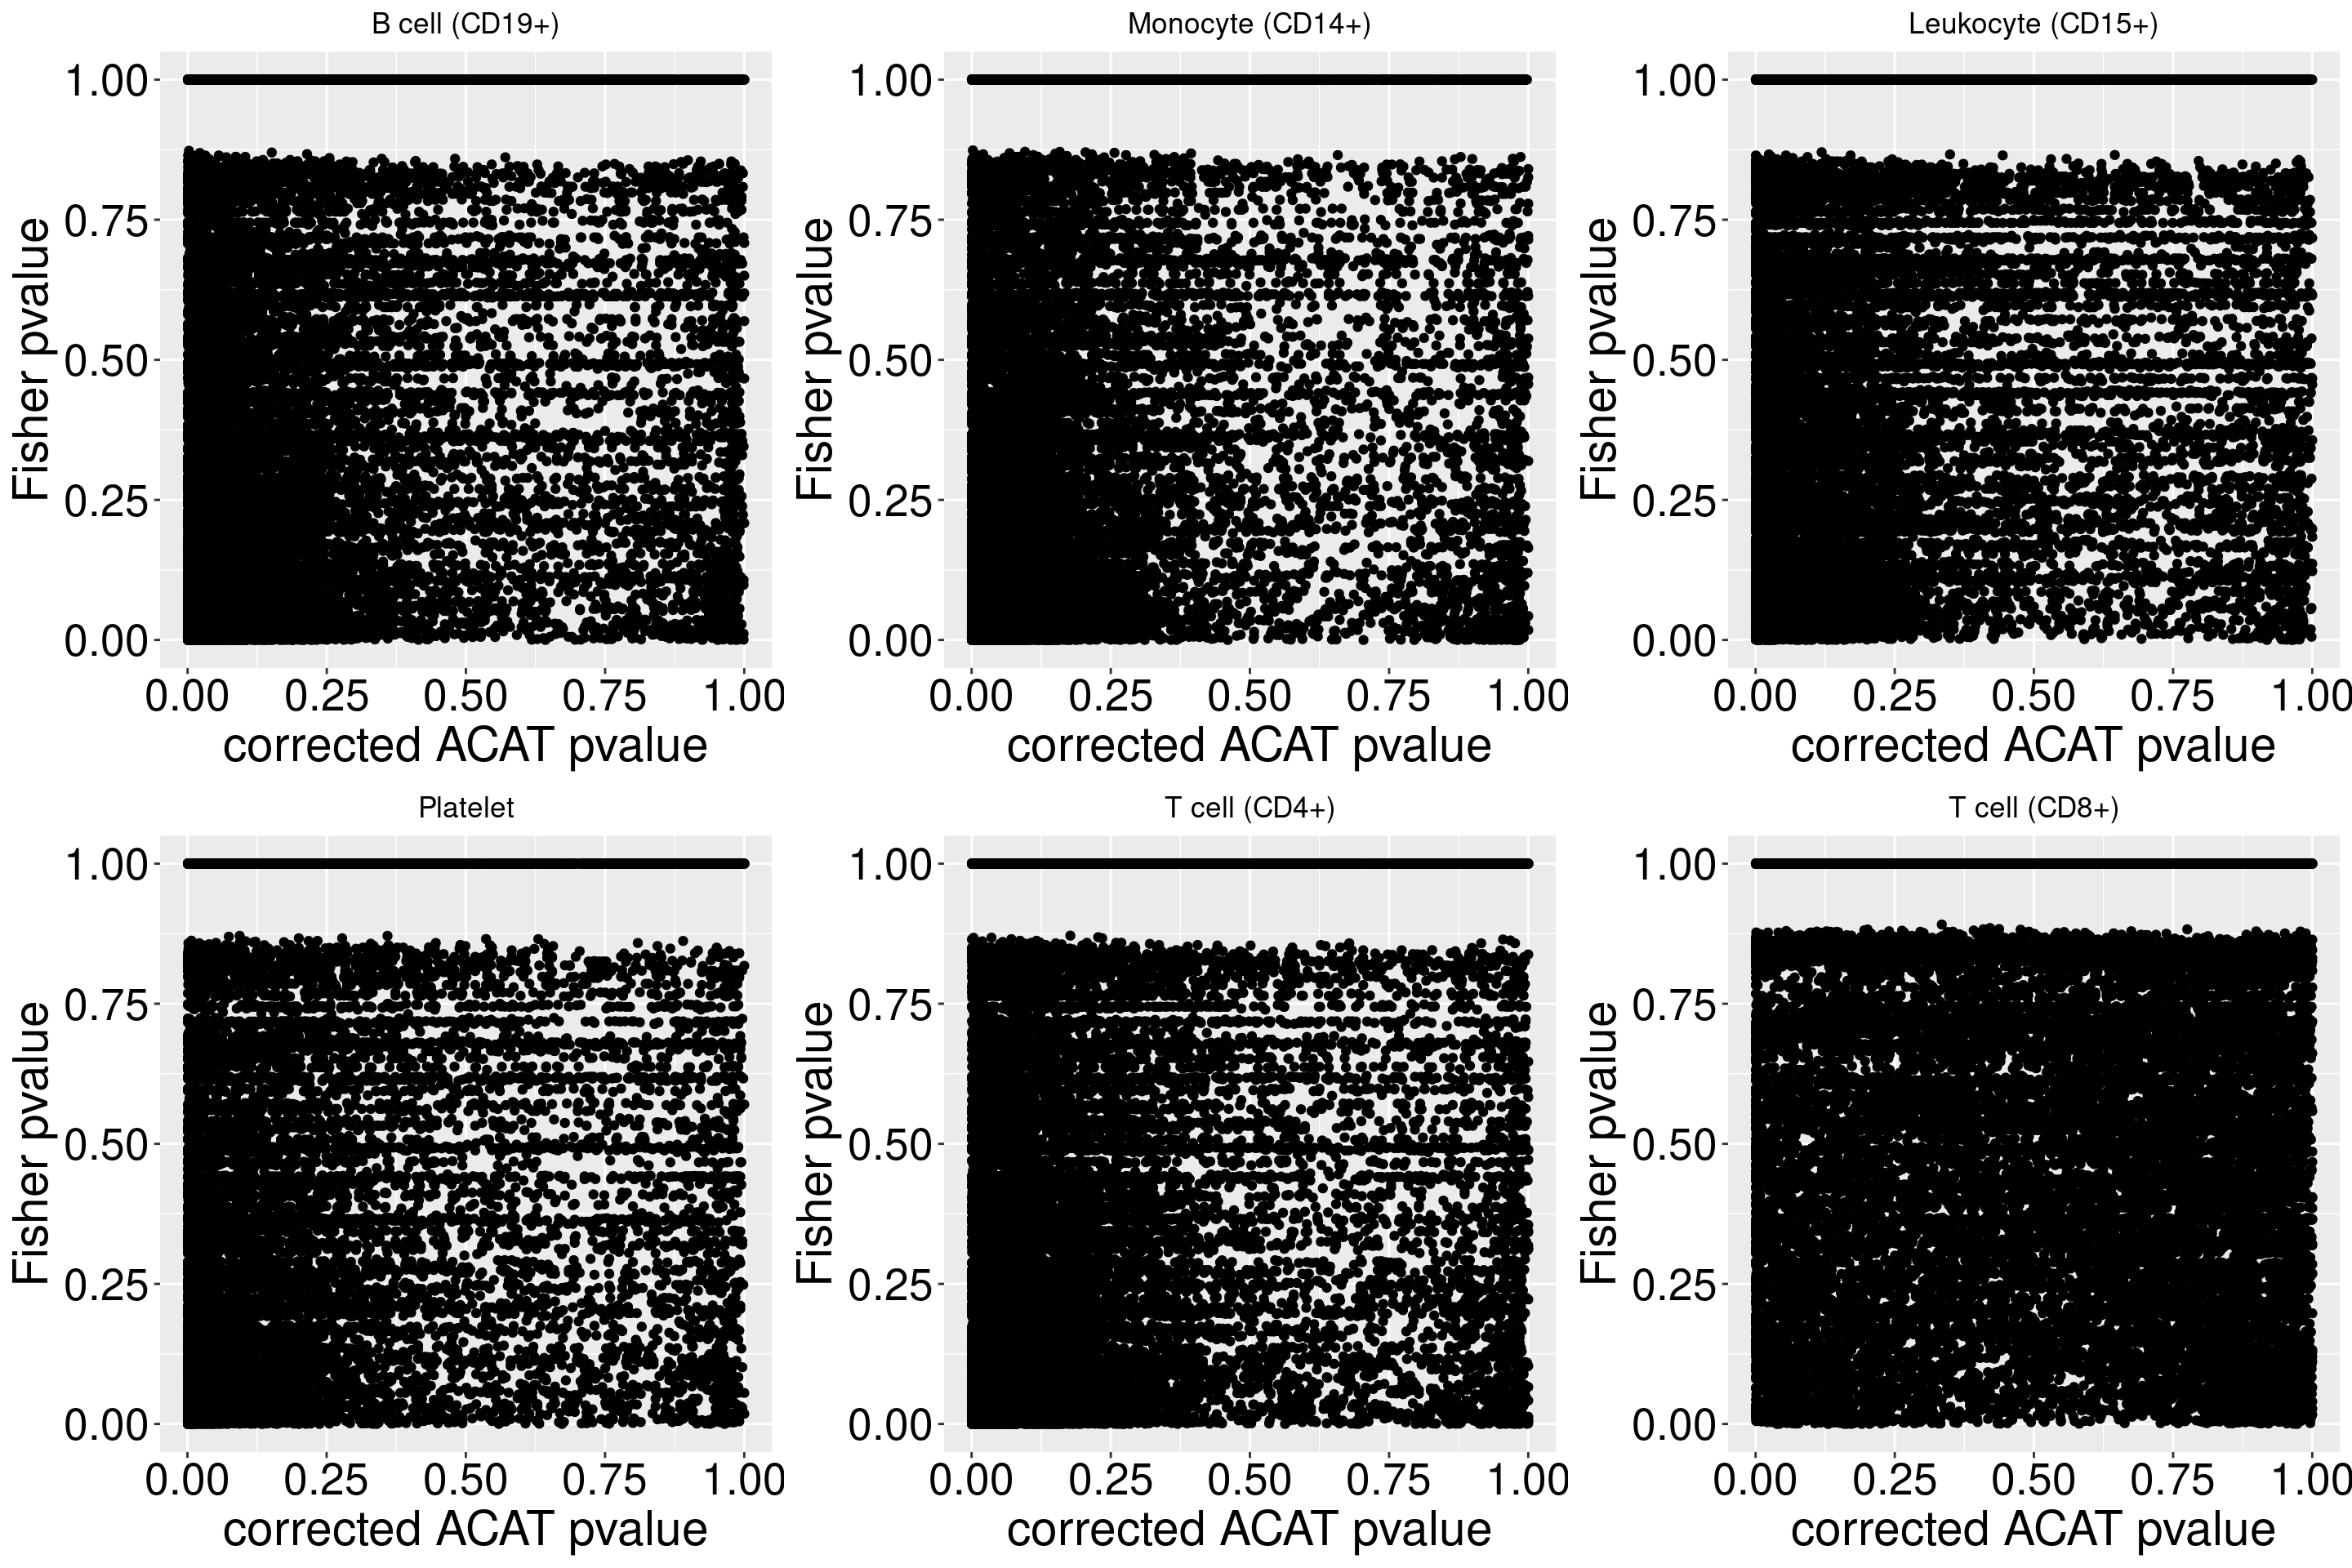 B cell (CD19+)
1.00
0.75
0.50
0.25
0.00
Fisher pvalue
0.00 0.25 0.50 0.75 1.00
corrected ACAT pvalue
Monocyte (CD14+)
1.00
0.75
0.50
0.25
0.00
Fisher pvalue
0.00 0.25 0.50 0.75 1.00
corrected ACAT pvalue
Leukocyte (CD15+)
1.00
0.75
0.50
0.25
0.00
Fisher pvalue
0.00 0.25 0.50 0.75 1.00
corrected ACAT pvalue
Platelet
1.00
0.75
0.50
0.25
0.00
Fisher pvalue
0.00 0.25 0.50 0.75 1.00
corrected ACAT pvalue
T cell (CD4+)
1.00
0.75
0.50
0.25
0.00
Fisher pvalue
0.00 0.25 0.50 0.75 1.00
corrected ACAT pvalue
T cell (CD8+)
1.00
0.75
0.50
0.25
0.00
Fisher pvalue
0.00 0.25 0.50 0.75 1.00
corrected ACAT pvalue